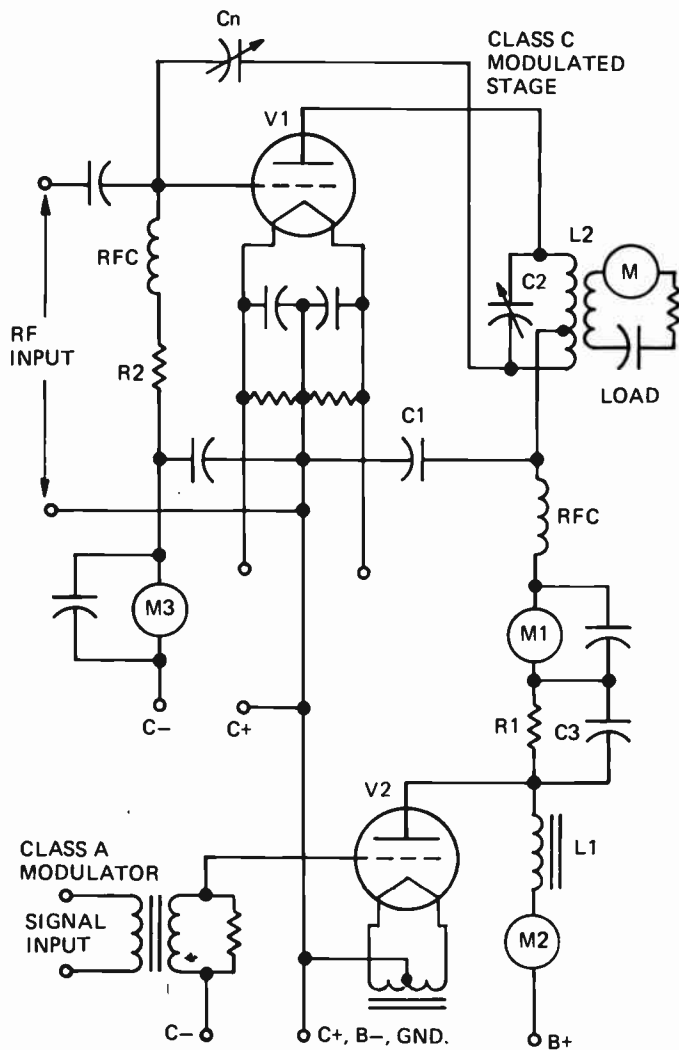 Cn
CLASS C
MODULATED
STAGE
V1
L2
RFC
C2
M
RF
INPUT
R2
LOAD
C1
RFC
M3
M1
C-
C+
R1
C3
V2
CLASS A
MODULATOR
L1
SIGNAL
INPUT
M2
C-
C+, B-, GND.
B+